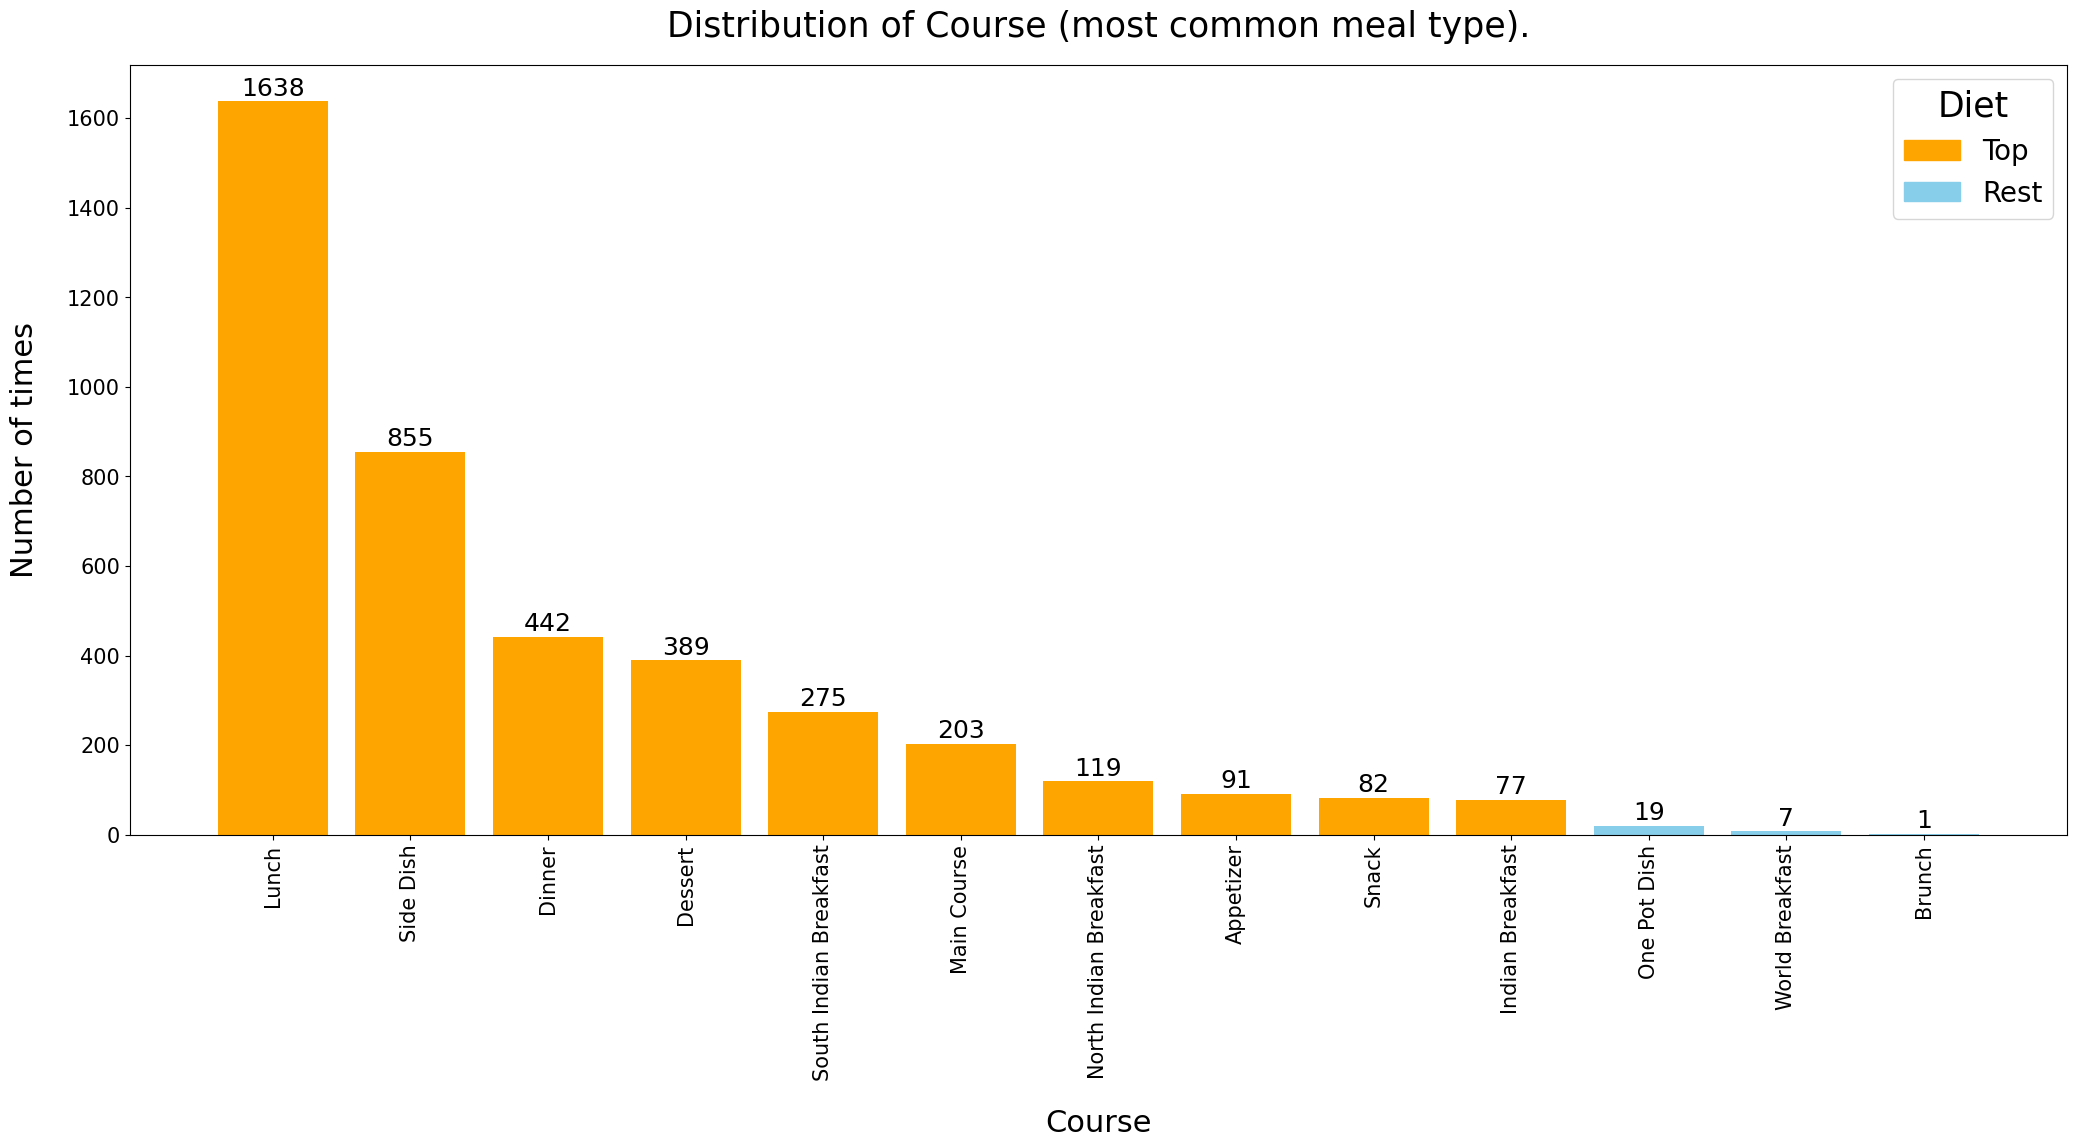 Distribution of Course (most common meal type).
Number of times
1600
1400
1200
1000
800
600
400
200
0
1638
855
442
389
275
203
119
91
82
77
19
7
1
Diet
Top
Rest
Lunch
Side Dish
Dinner
Dessert
South Indian Breakfast
Main Course
North Indian Breakfast
Appetizer
Snack
Indian Breakfast
One Pot Dish
World Breakfast
Brunch
Course